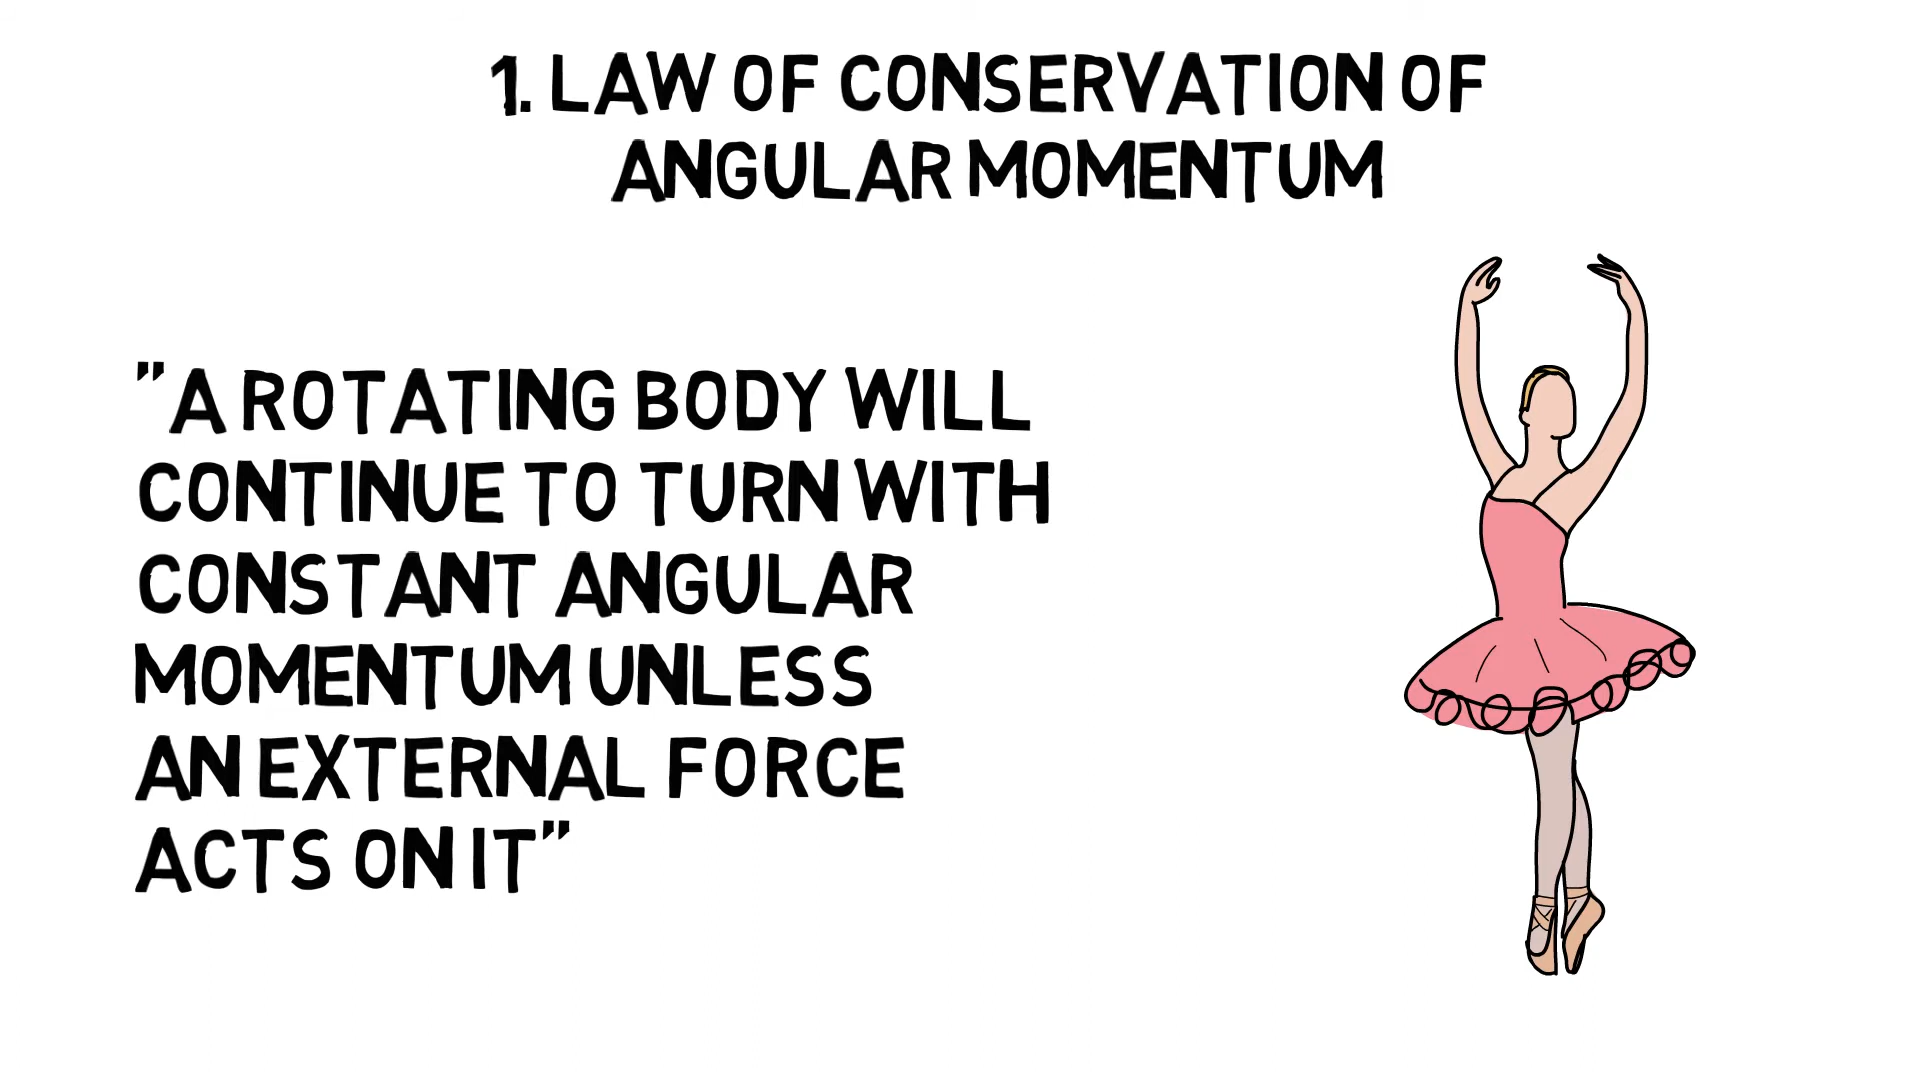 1. LAW OF CONSERVATION OF
ANGULAR MOMENTUM
"A ROTATING BODY WILL
CONTINUE TO TURN WITH
CONSTANT ANGULAR
MOMENTUM UNLESS
AN EXTERNAL FORCE
ACTS ON IT"